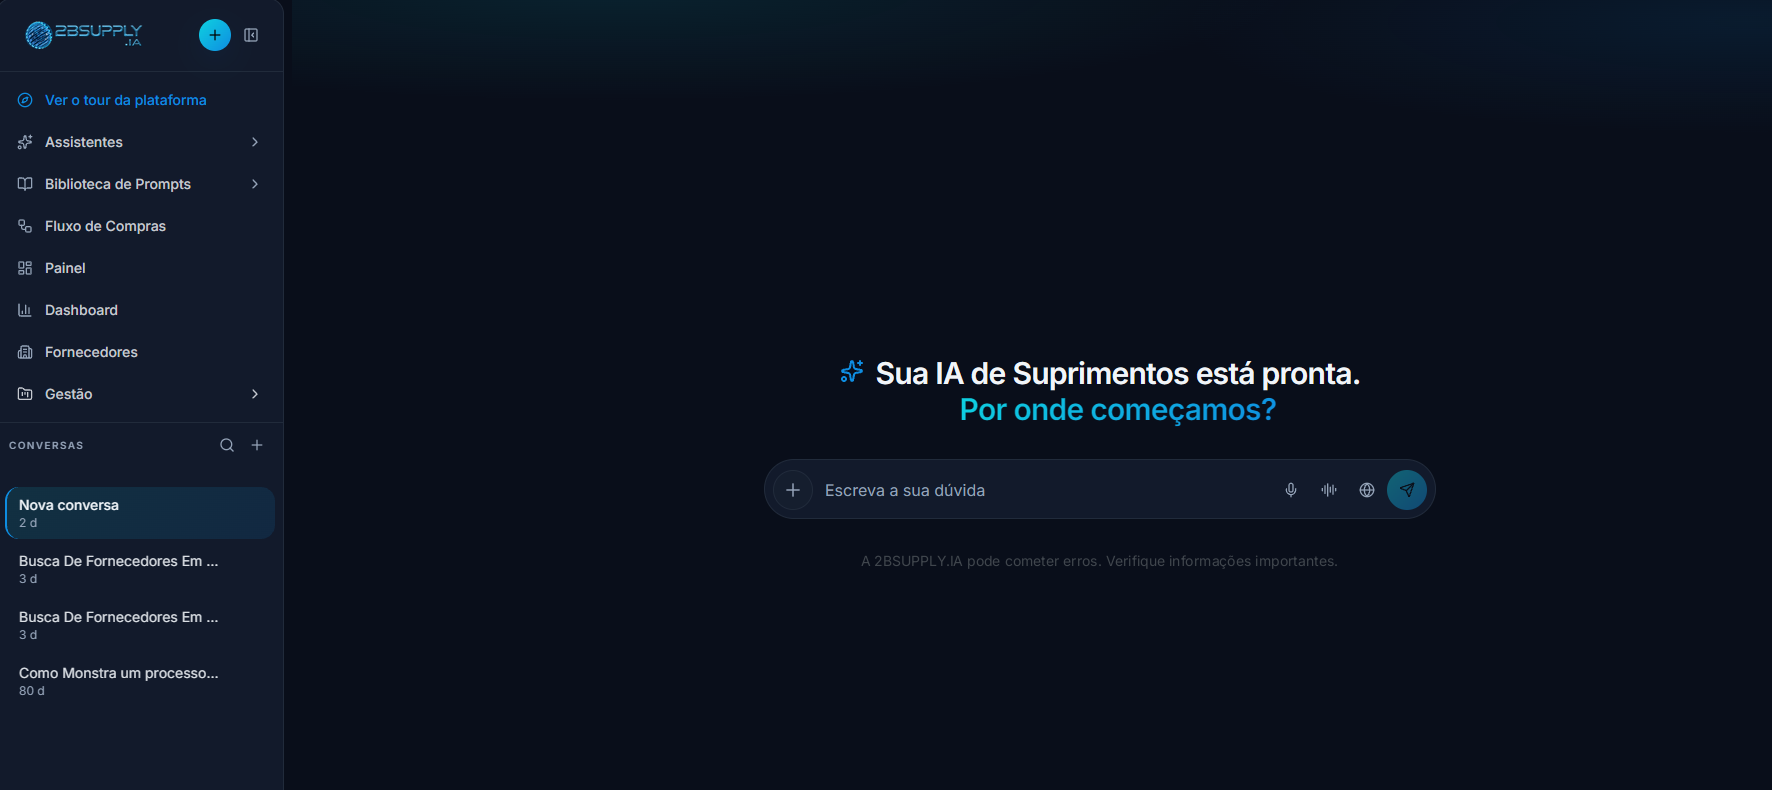 2BSUPPLY
.IA
Ver o tour da plataforma
Assistentes
Biblioteca de Prompts
Fluxo de Compras
Painel
Dashboard
Fornecedores
Gestão
CONVERSAS
Nova conversa
2 d
Busca De Fornecedores Em ...
3 d
Busca De Fornecedores Em ...
3 d
Como Monstra um processo...
80 d
Sua IA de Suprimentos está pronta.
Por onde começamos?
Escreva a sua dúvida
A 2BSUPPLY.IA pode cometer erros. Verifique informações importantes.